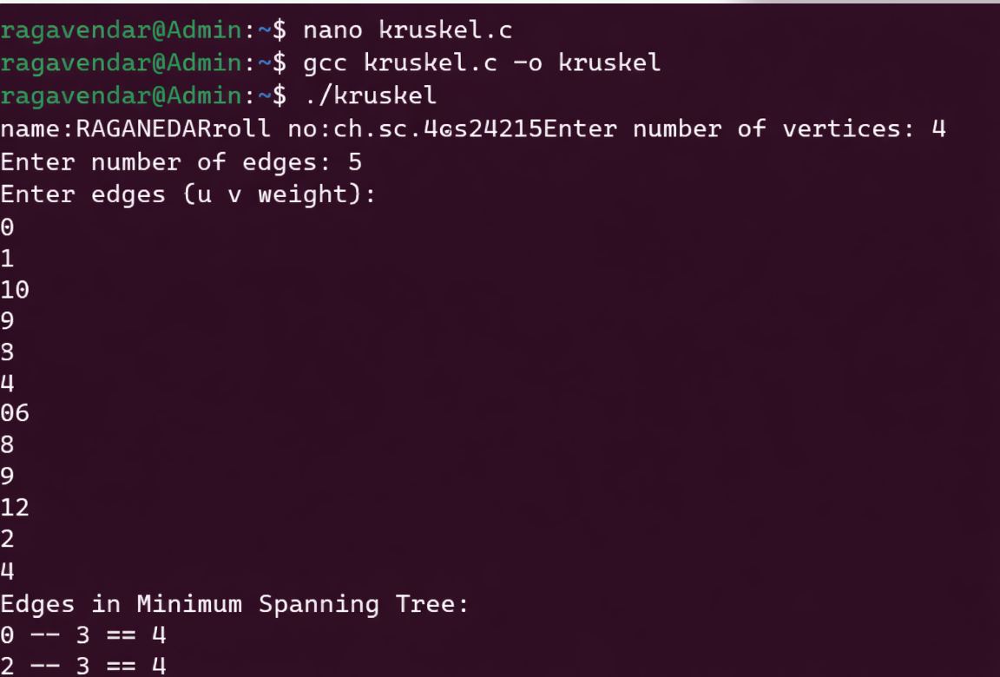 ragavendar@Admin:~$ nano kruskel.c
ragavendar@Admin:~$ gcc kruskel.c -o kruskel
ragavendar@Admin:~$ ./kruskel
name:RAGANEDARroll no:ch.sc.4cs24215Enter number of vertices: 4
Enter number of edges: 5
Enter edges (u v weight):
0
1
10
9
3
4
06
8
9
12
2
4
Edges in Minimum Spanning Tree:
0 -- 3 == 4
2 -- 3 == 4